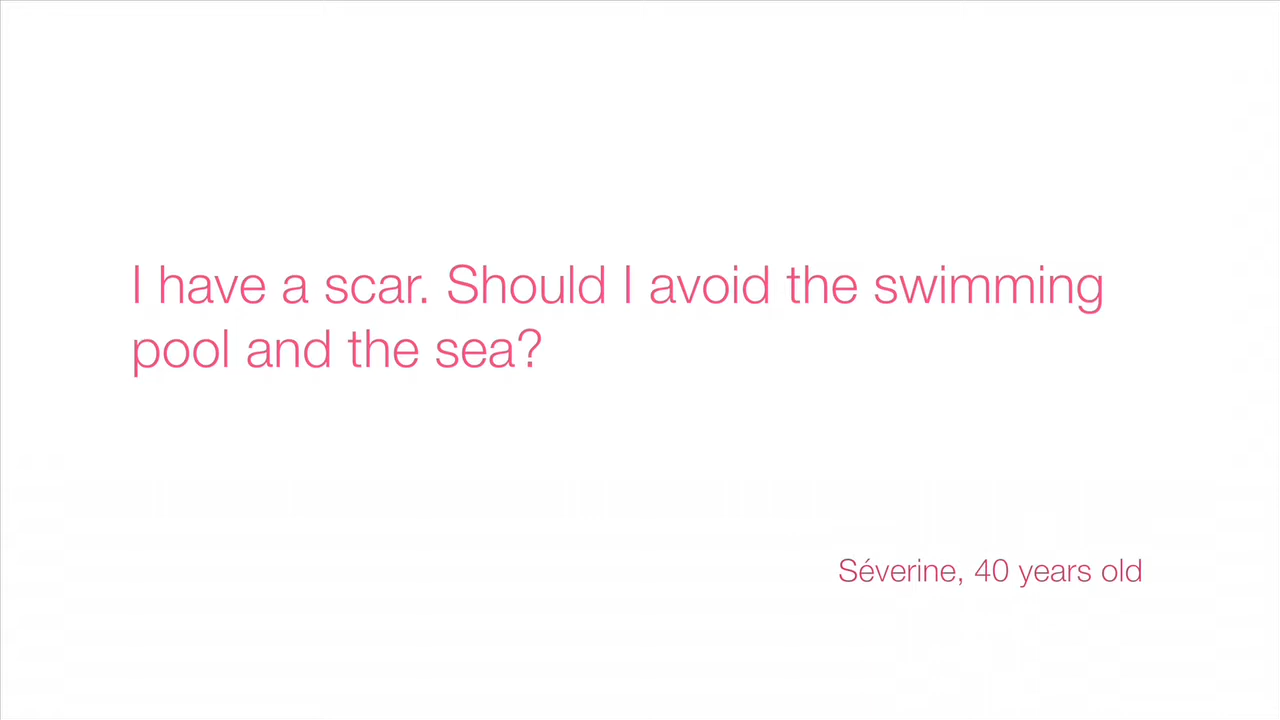 I have a scar. Should I avoid the swimming
pool and the sea?
Séverine, 40 years old